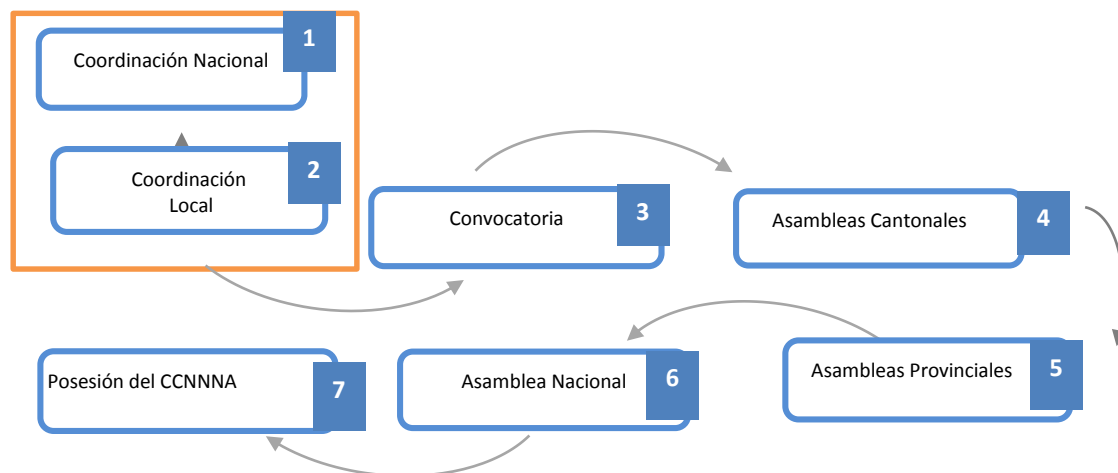 1
Coordinación Nacional
2
Coordinación
Local
3
Convocatoria
4
Asambleas Cantonales
5
Asambleas Provinciales
6
Asamblea Nacional
7
Posesión del CCNNNA